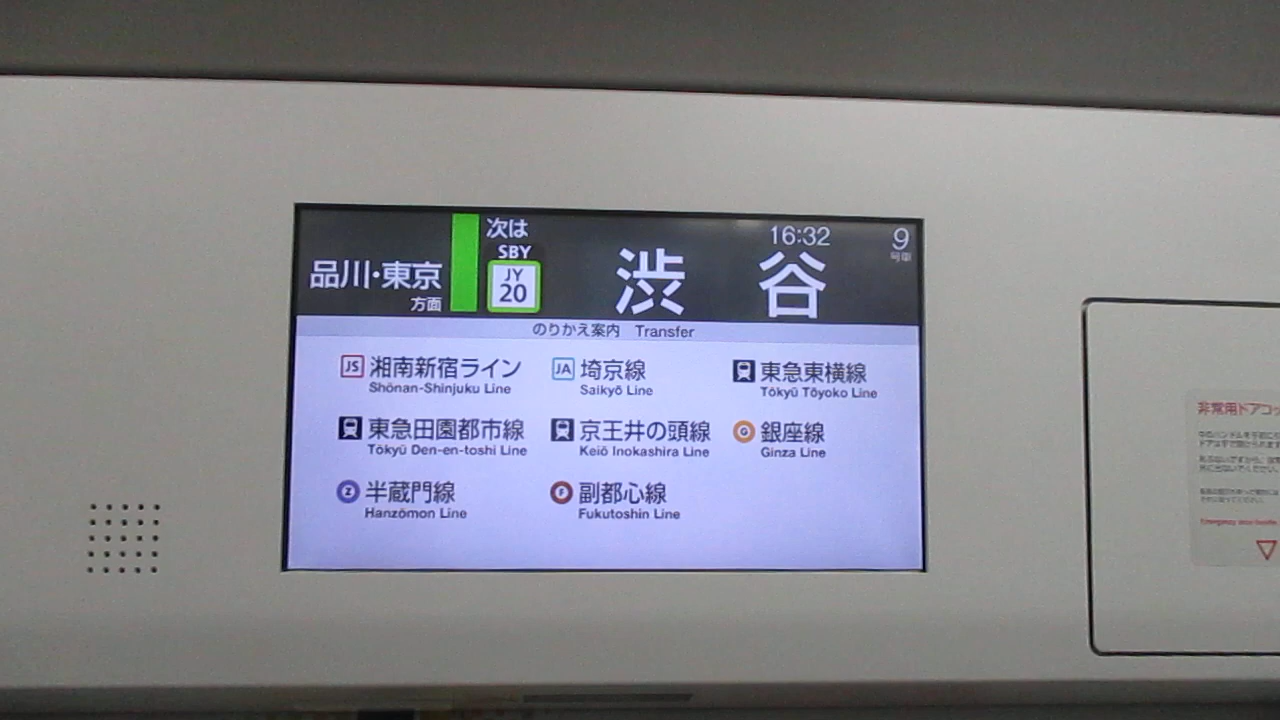 次は
16:32
9
号車
品川・東京
方面
SBY
JY
20
渋谷
のりかえ案内 Transfer
JS 湘南新宿ライン
Shōnan-Shinjuku Line
JA 埼京線
Saikyō Line
東急東横線
Tōkyū Tōyoko Line
東急田園都市線
Tōkyū Den-en-toshi Line
京王井の頭線
Keiō Inokashira Line
G 銀座線
Ginza Line
Z 半蔵門線
Hanzōmon Line
F 副都心線
Fukutoshin Line
非常用ドアコッ